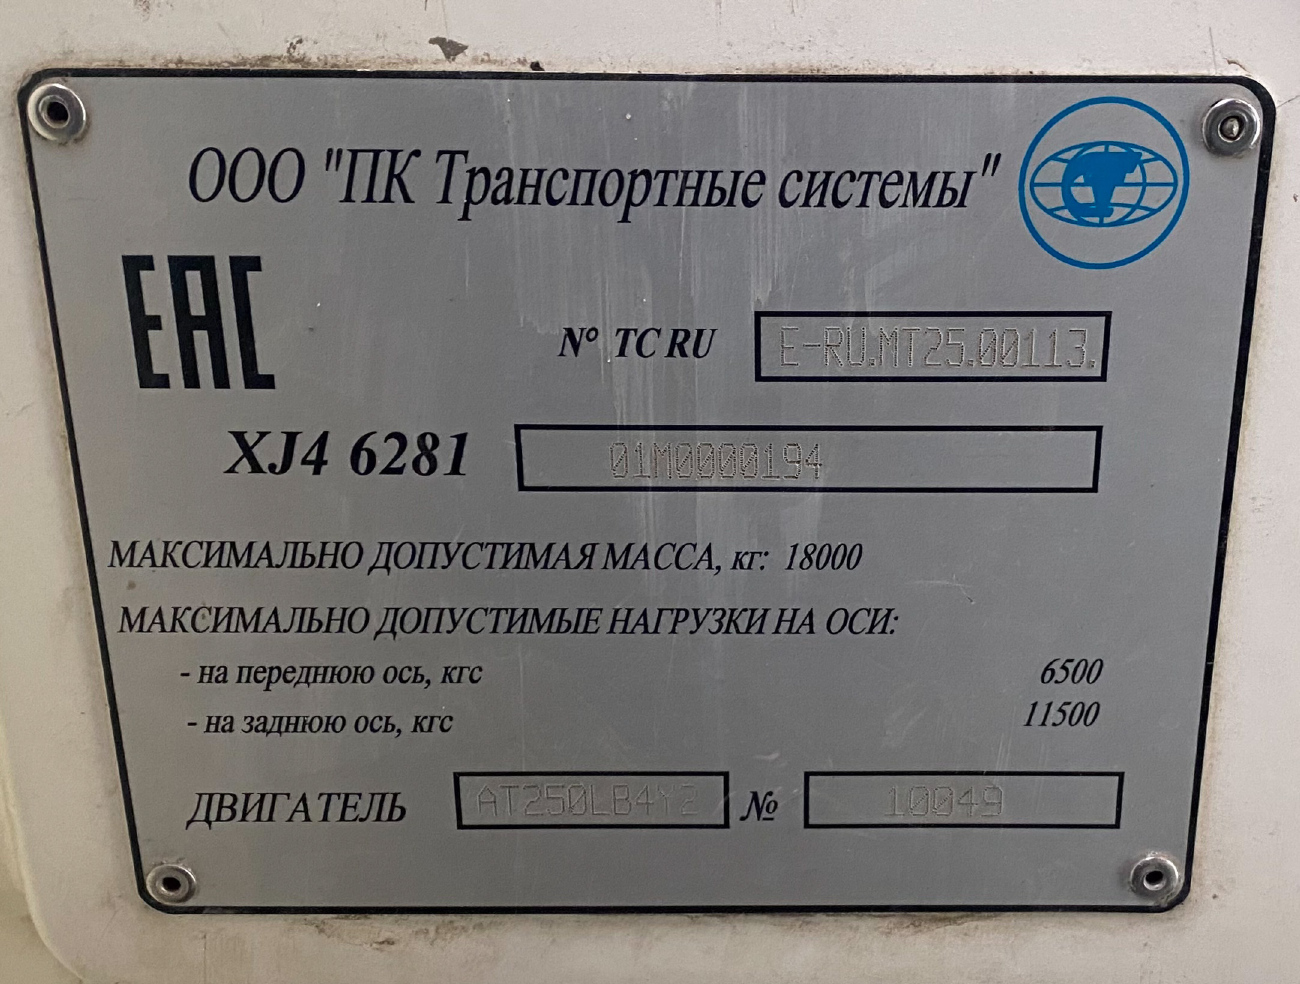 ООО "ПК Транспортные системы"
ЕАС
№ ТС RU E-RU.MT25.00113.
XJ4 6281 01M0000194
МАКСИМАЛЬНО ДОПУСТИМАЯ МАССА, кг: 18000
МАКСИМАЛЬНО ДОПУСТИМЫЕ НАГРУЗКИ НА ОСИ:
- на переднюю ось, кгс 6500
- на заднюю ось, кгс 11500
ДВИГАТЕЛЬ АТ250LB4Y2 № 10049